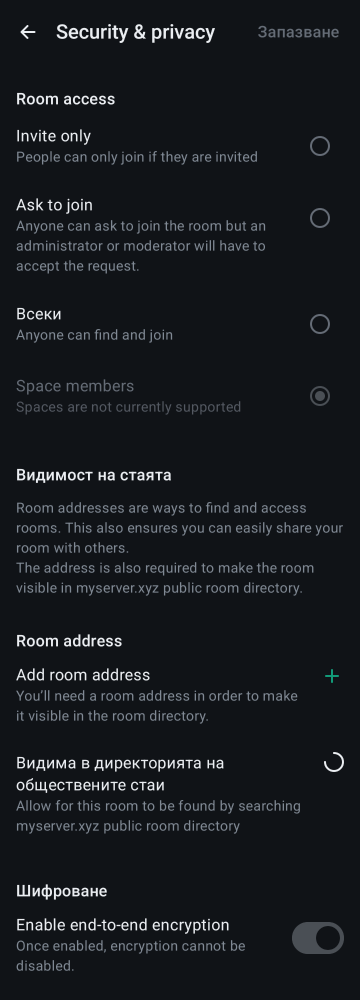 Security & privacy
Запазване
Room access
Invite only
People can only join if they are invited
Ask to join
Anyone can ask to join the room but an
administrator or moderator will have to
accept the request.
Всеки
Anyone can find and join
Space members
Spaces are not currently supported
Видимост на стаята
Room addresses are ways to find and access
rooms. This also ensures you can easily share your
room with others.
The address is also required to make the room
visible in myserver.xyz public room directory.
Room address
Add room address
You’ll need a room address in order to make
it visible in the room directory.
Видима в директорията на
обществените стаи
Allow for this room to be found by searching
myserver.xyz public room directory
Шифроване
Enable end-to-end encryption
Once enabled, encryption cannot be
disabled.